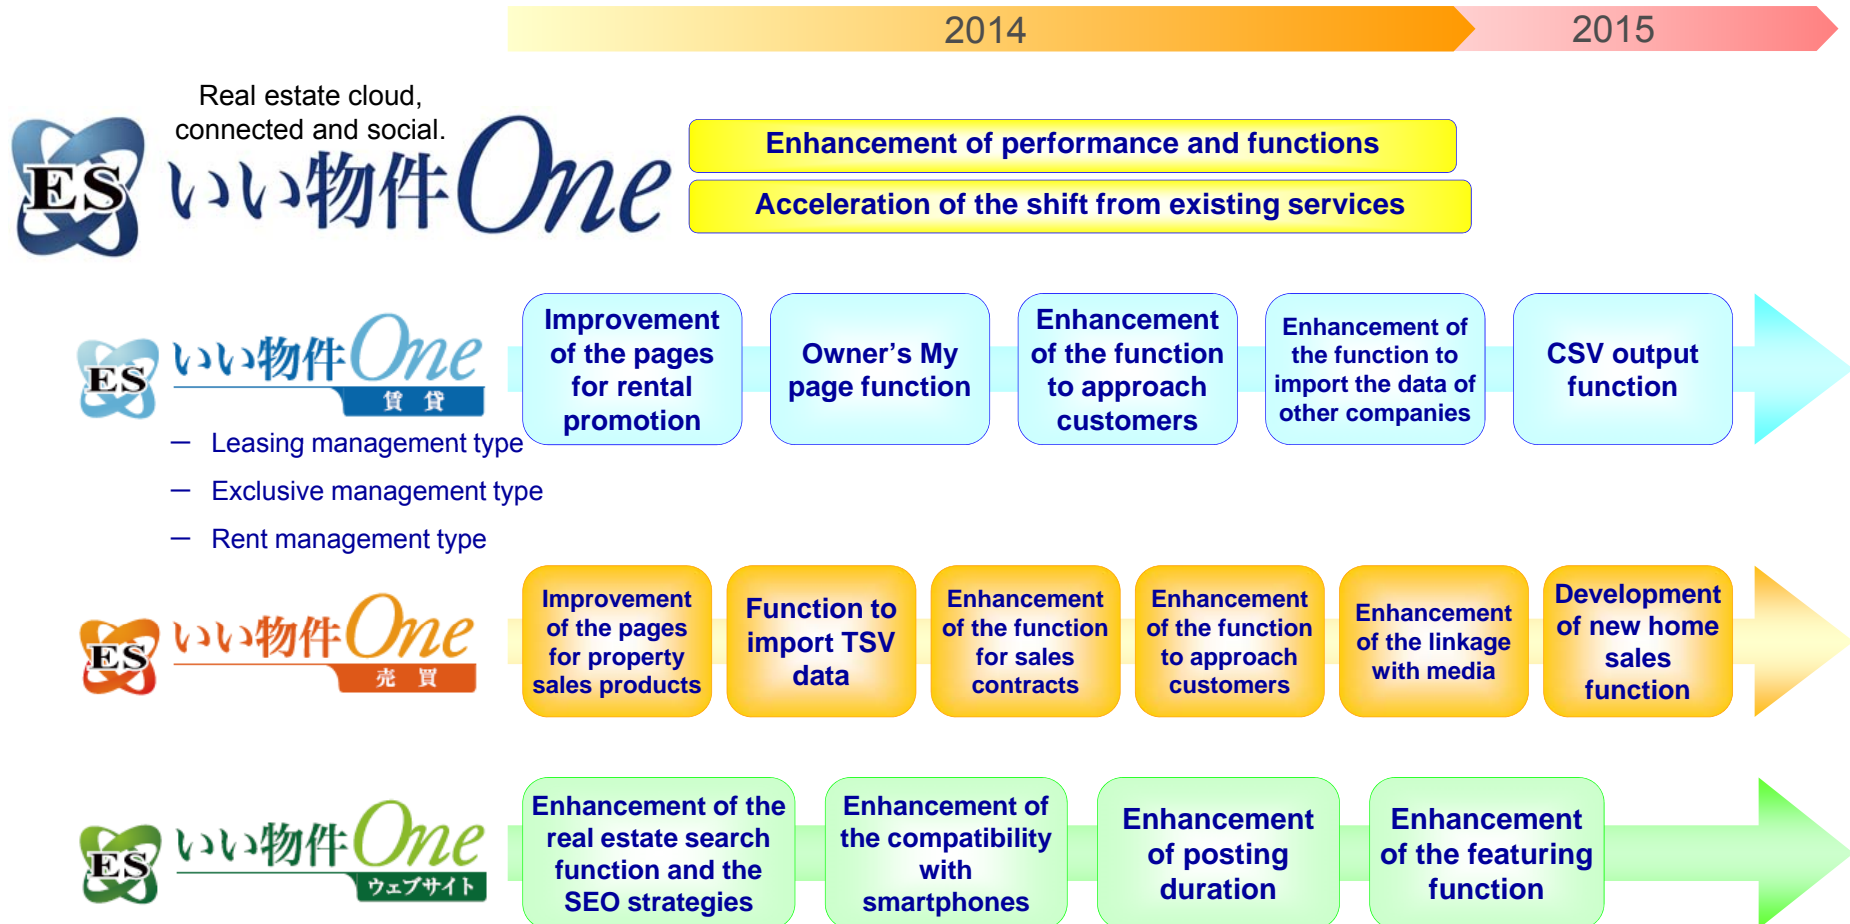 2014
2015
Real estate cloud,
connected and social.
ES
いい物件One
Enhancement of performance and functions
Acceleration of the shift from existing services
ES
いい物件One
賃貸
Improvement
of the pages
for rental
promotion
Owner's My
page function
Enhancement
of the function
to approach
customers
Enhancement of
the function to
import the data of
other companies
CSV output
function
— Leasing management type
— Exclusive management type
— Rent management type
ES
いい物件One
売買
Improvement
of the pages
for property
sales products
Function to
import TSV
data
Enhancement
of the function
for sales
contracts
Enhancement
of the function
to approach
customers
Enhancement
of the linkage
with media
Development
of new home
sales
function
ES
いい物件One
ウェブサイト
Enhancement of the
real estate search
function and the
SEO strategies
Enhancement of
the compatibility
with
smartphones
Enhancement
of posting
duration
Enhancement
of the featuring
function